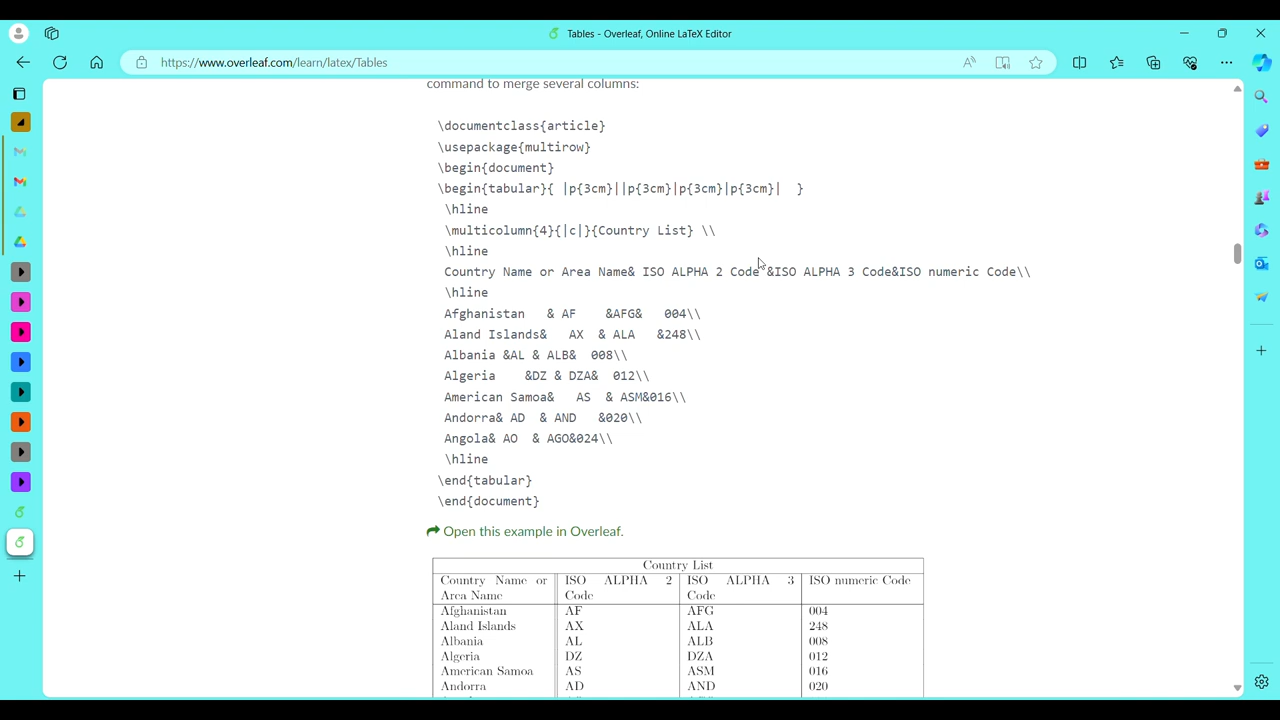 Tables - Overleaf, Online LaTeX Editor
https://www.overleaf.com/learn/latex/Tables
command to merge several columns:
\documentclass{article}
\usepackage{multirow}
\begin{document}
\begin{tabular}{ |p{3cm}||p{3cm}|p{3cm}|p{3cm}|  }
\hline
\multicolumn{4}{|c|}{Country List} \\
\hline
Country Name or Area Name& ISO ALPHA 2 Code &ISO ALPHA 3 Code&ISO numeric Code\\
\hline
Afghanistan   & AF    &AFG&   004\\
Aland Islands&   AX  & ALA   &248\\
Albania &AL & ALB&  008\\
Algeria    &DZ & DZA&  012\\
American Samoa&   AS  & ASM&016\\
Andorra& AD  & AND   &020\\
Angola& AO  & AGO&024\\
\hline
\end{tabular}
\end{document}
Open this example in Overleaf.
Country List
Country Name or ISO ALPHA 2 ISO ALPHA 3 ISO numeric Code
Area Name Code Code
Afghanistan AF AFG 004
Aland Islands AX ALA 248
Albania AL ALB 008
Algeria DZ DZA 012
American Samoa AS ASM 016
Andorra AD AND 020